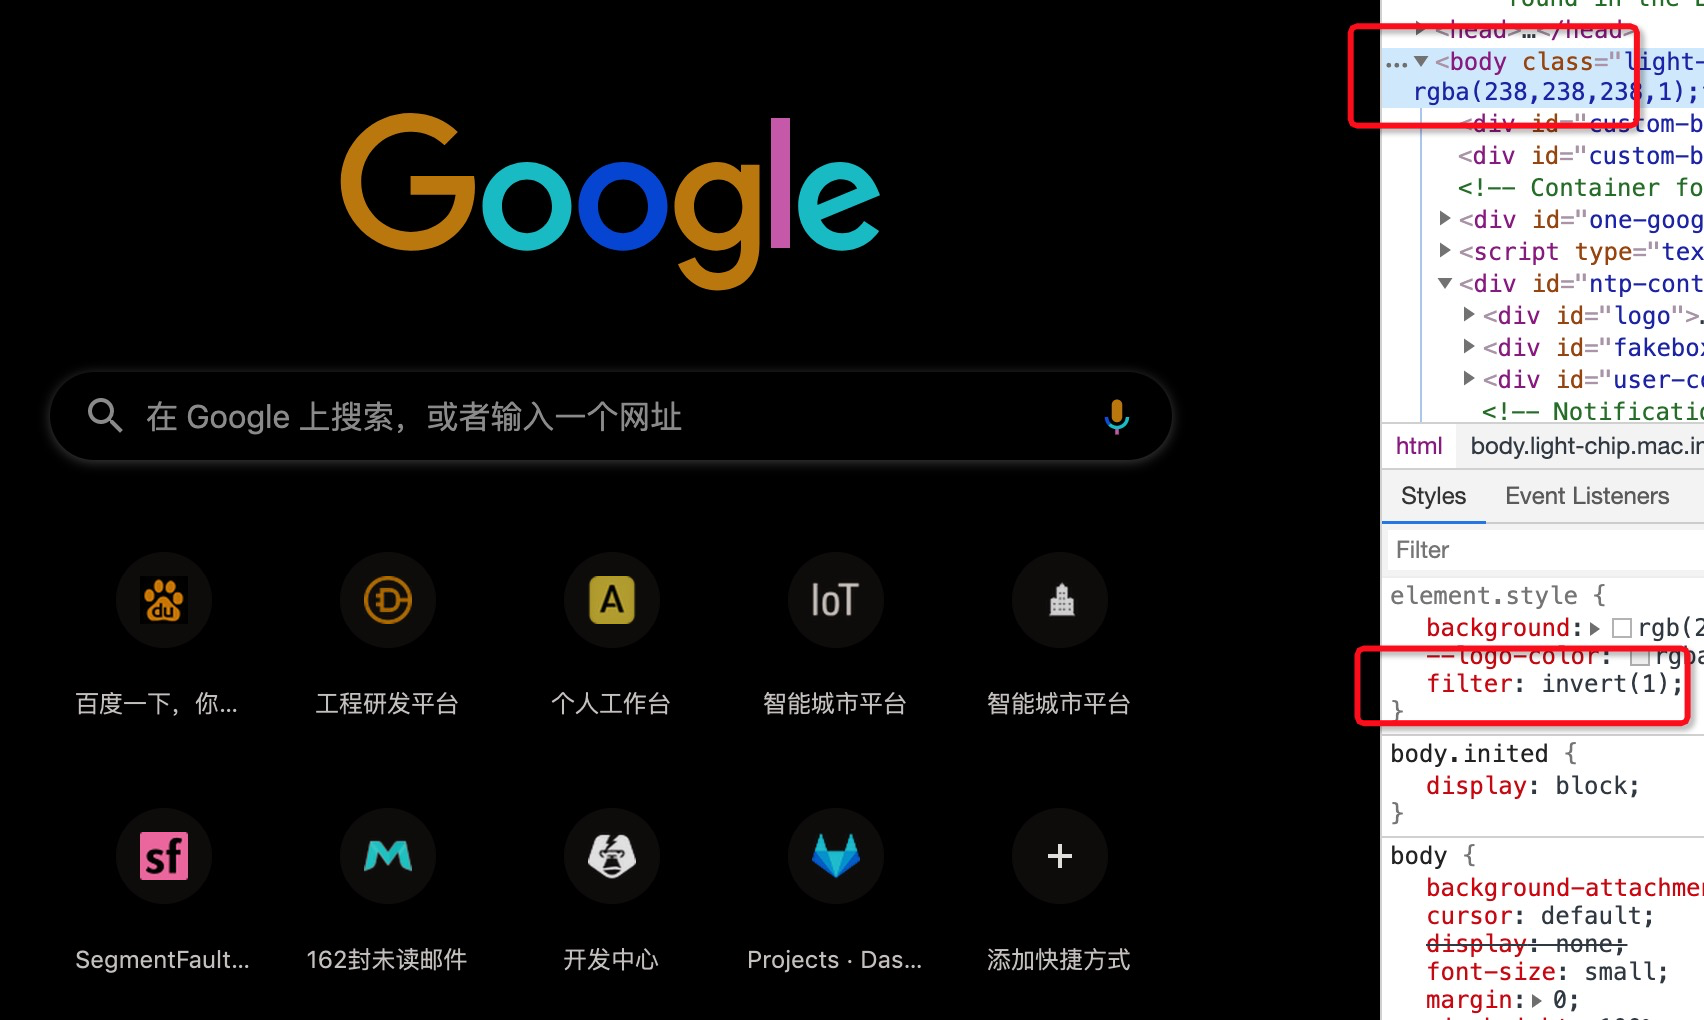 Google
在 Google 上搜索，或者输入一个网址
du
A
IoT
百度一下，你...
工程研发平台
个人工作台
智能城市平台
智能城市平台
sf
SegmentFault...
162封未读邮件
开发中心
Projects · Das...
添加快捷方式
found in the
<head>…</head>
… <body class="light-
rgba(238,238,238,1);
<div id="custom-b
<div id="custom-b
<!-- Container fo
<div id="one-goog
<script type="tex
<div id="ntp-cont
<div id="logo">.
<div id="fakebox
<div id="user-co
<!-- Notificatio
html body.light-chip.mac.in
Styles Event Listeners
Filter
element.style {
background: rgb(2
--logo-color: rgba
filter: invert(1);
}
body.inited {
display: block;
}
body {
background-attachmen
cursor: default;
display: none;
font-size: small;
margin: 0;